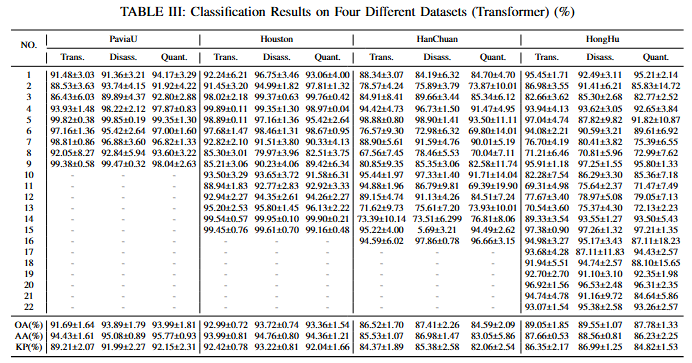 TABLE III: Classification Results on Four Different Datasets (Transformer) (%)
NO. PaviaU Houston HanChuan HongHu
Trans. Disass. Quant. Trans. Disass. Quant. Trans. Disass. Quant. Trans. Disass. Quant.
1 91.48±3.03 91.36±3.21 94.17±3.29 92.24±6.21 96.75±3.46 93.06±4.00 88.34±3.07 84.19±6.32 84.70±4.70 95.45±1.71 92.49±3.11 95.21±2.14
2 88.53±3.63 93.74±4.15 91.92±4.22 91.45±3.20 94.99±1.82 97.81±1.32 78.57±4.24 75.89±3.79 73.87±10.01 86.98±3.55 91.41±6.21 85.83±14.72
3 86.43±6.03 89.89±4.37 92.80±2.88 98.02±2.18 99.37±0.63 99.76±0.42 84.91±8.41 89.66±3.44 85.34±6.12 82.66±3.62 85.30±2.68 82.77±2.52
4 93.93±1.48 98.22±2.12 97.87±0.83 99.89±0.11 99.35±1.30 98.97±0.04 94.42±4.73 96.73±1.50 91.47±4.95 93.94±4.13 93.62±3.05 92.65±3.84
5 99.82±0.38 99.85±0.19 99.35±1.30 98.89±0.11 97.16±1.36 95.42±2.64 98.88±0.80 98.90±1.41 93.50±11.11 97.04±4.74 87.82±9.82 91.82±10.87
6 97.16±1.36 95.42±2.64 97.00±1.60 97.68±1.47 98.46±1.31 98.67±0.95 76.57±9.30 72.98±6.32 69.80±14.01 94.08±2.21 90.59±3.21 89.61±6.92
7 98.81±0.86 96.88±3.60 96.82±1.33 92.82±2.10 91.51±3.80 90.33±4.13 88.90±5.61 91.59±4.76 90.01±5.19 76.70±4.19 80.41±3.82 75.39±6.55
8 92.05±8.27 92.84±5.94 93.60±3.22 85.30±3.01 79.97±3.96 82.51±3.75 67.56±7.45 78.46±5.53 70.04±7.11 71.21±6.46 70.81±5.96 72.99±7.62
9 99.38±0.58 99.47±0.32 98.04±2.63 85.21±3.06 90.23±4.06 89.42±6.34 80.85±9.35 85.35±3.06 82.58±11.74 95.91±1.18 97.25±1.55 95.80±1.33
10 - - - 93.50±3.29 93.65±3.72 91.58±6.31 95.44±1.97 97.33±1.40 91.71±14.04 82.28±7.54 86.29±3.30 85.36±7.18
11 - - - 88.94±1.83 92.77±2.83 92.92±3.33 94.88±1.96 86.79±9.81 69.39±19.90 69.31±4.98 75.64±2.37 71.47±7.49
12 - - - 92.94±2.27 94.35±2.61 94.26±2.27 89.15±4.74 91.13±4.26 84.51±7.24 77.67±3.40 78.97±5.08 79.05±7.13
13 - - - 95.20±2.53 95.80±1.45 96.13±2.22 71.62±9.73 75.61±7.20 73.93±10.01 70.54±3.60 75.37±4.30 72.13±2.23
14 - - - 99.54±0.57 99.95±0.10 99.90±0.21 73.39±10.14 73.51±6.299 76.81±8.06 89.33±3.54 93.55±1.27 93.50±5.43
15 - - - 99.45±0.76 99.61±0.70 99.16±0.48 95.22±4.00 5.69±3.21 94.49±2.62 97.38±0.90 97.26±1.32 97.21±1.35
16 - - - - - - 94.59±6.02 97.86±0.78 96.66±3.15 94.98±3.27 95.17±3.43 87.11±18.23
17 - - - - - - - - - 93.68±4.28 87.11±11.83 94.43±2.57
18 - - - - - - - - - 91.94±5.51 94.74±2.57 88.10±15.65
19 - - - - - - - - - 92.70±2.70 91.10±3.10 92.35±1.98
20 - - - - - - - - - 96.92±1.56 96.53±2.48 96.31±2.35
21 - - - - - - - - - 94.74±4.78 91.16±9.72 84.64±5.86
22 - - - - - - - - - 93.07±1.54 95.38±2.58 93.26±2.57
OA(%) 91.69±1.64 93.89±1.79 93.99±1.81 92.99±0.72 93.72±0.74 93.36±1.54 86.52±1.70 87.41±2.26 84.59±2.09 89.05±1.85 89.55±1.07 87.78±1.33
AA(%) 94.43±1.61 95.08±0.89 95.77±0.93 93.99±0.81 94.76±0.80 94.13±1.46 85.53±1.07 86.98±1.47 83.05±2.86 87.66±0.53 88.56±0.81 86.23±2.25
KP(%) 89.21±2.07 91.99±2.27 92.15±2.31 92.42±0.78 93.22±0.81 92.04±1.66 84.37±1.89 85.38±2.58 82.06±2.54 86.35±2.17 86.99±1.25 84.82±1.53